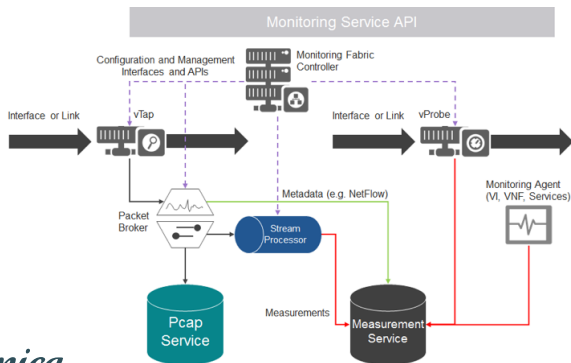 Monitoring Service API
Configuration and Management
Interfaces and APIs
Monitoring Fabric
Controller
Interface or Link
vTap
Interface or Link
vProbe
Metadata (e.g. NetFlow)
Monitoring Agent
(VI, VNF, Services)
Packet
Broker
Stream
Processor
Measurements
Pcap
Service
Measurement
Service